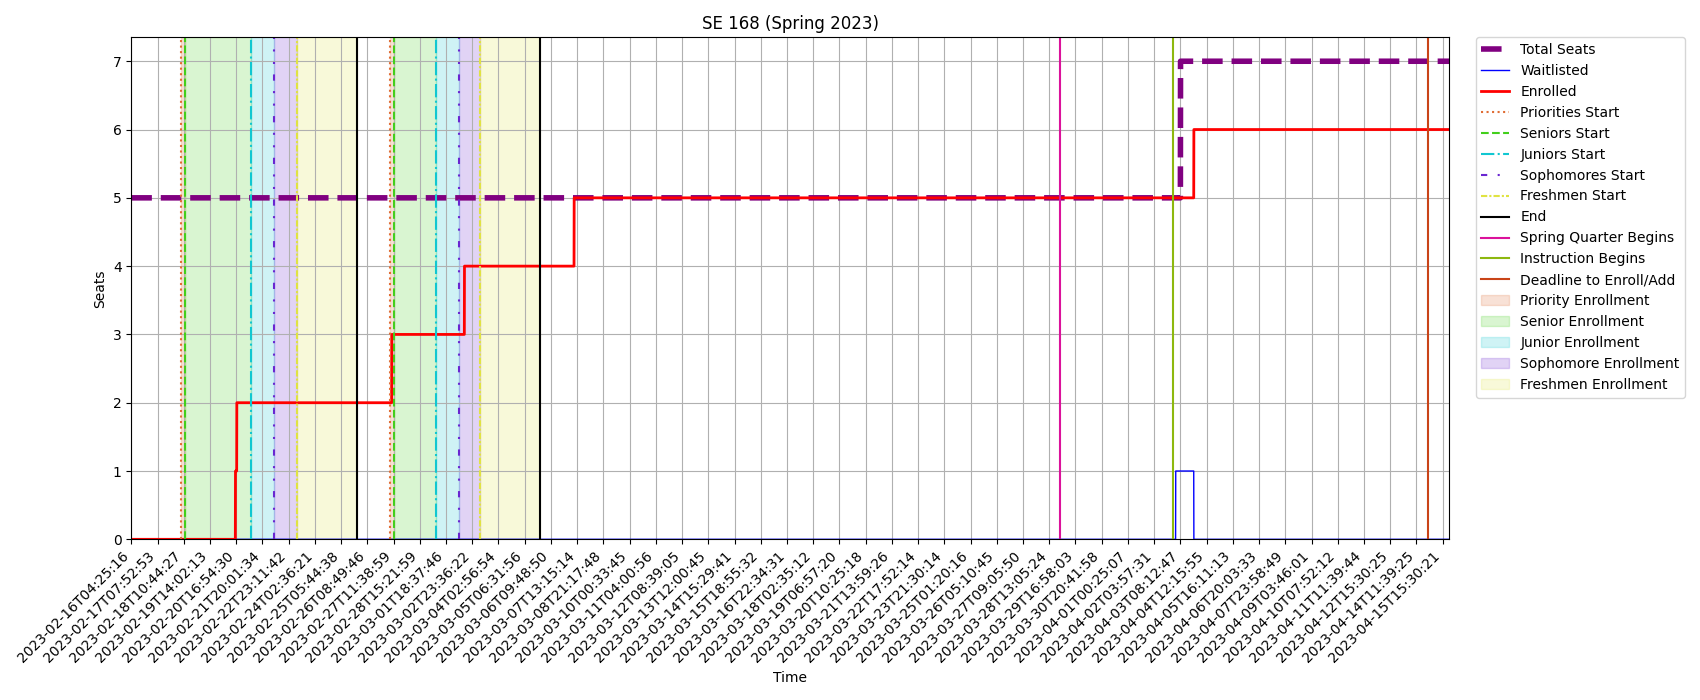 SE 168 (Spring 2023)
Seats
7
6
5
4
3
2
1
0
2023-02-16T04:25:16
2023-02-17T07:52:53
2023-02-18T10:44:27
2023-02-19T14:02:13
2023-02-20T16:54:30
2023-02-21T20:01:34
2023-02-22T23:11:42
2023-02-24T02:36:21
2023-02-25T05:44:38
2023-02-26T08:49:46
2023-02-27T11:38:59
2023-02-28T15:21:59
2023-03-01T18:37:46
2023-03-02T23:36:22
2023-03-04T02:56:54
2023-03-05T06:31:56
2023-03-06T09:48:50
2023-03-07T13:15:14
2023-03-08T21:17:48
2023-03-10T00:33:45
2023-03-11T04:00:56
2023-03-12T08:39:05
2023-03-13T12:00:45
2023-03-14T15:29:41
2023-03-15T18:55:32
2023-03-16T22:34:31
2023-03-18T02:35:12
2023-03-19T06:57:20
2023-03-20T10:25:18
2023-03-21T13:59:26
2023-03-22T17:52:14
2023-03-23T21:30:14
2023-03-25T01:20:16
2023-03-26T05:10:45
2023-03-27T09:05:50
2023-03-28T13:05:24
2023-03-29T16:58:03
2023-03-30T20:41:58
2023-04-01T00:25:07
2023-04-02T03:57:31
2023-04-03T08:12:47
2023-04-04T12:15:55
2023-04-05T16:11:13
2023-04-06T20:03:33
2023-04-07T23:58:49
2023-04-09T03:46:01
2023-04-10T07:52:12
2023-04-11T11:39:44
2023-04-12T15:30:25
2023-04-14T11:39:25
2023-04-15T15:30:21
Time
Total Seats
Waitlisted
Enrolled
Priorities Start
Seniors Start
Juniors Start
Sophomores Start
Freshmen Start
End
Spring Quarter Begins
Instruction Begins
Deadline to Enroll/Add
Priority Enrollment
Senior Enrollment
Junior Enrollment
Sophomore Enrollment
Freshmen Enrollment